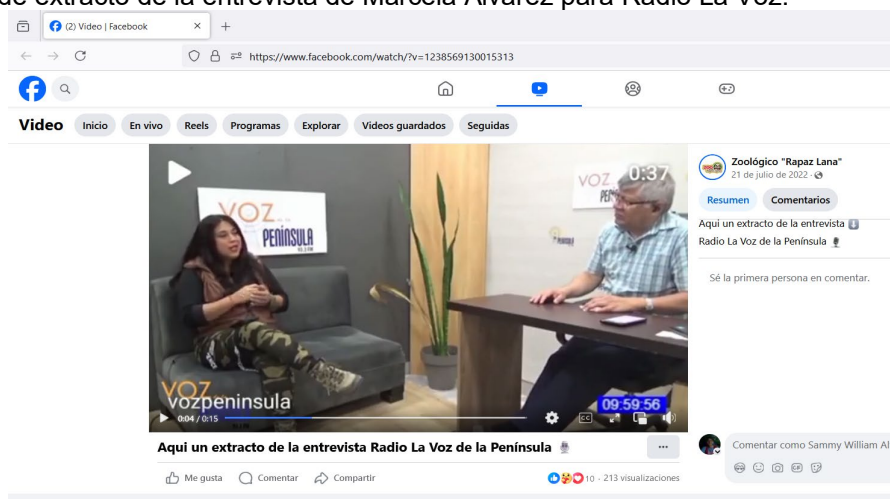 de extracto de la entrevista de Marcela Álvarez para Radio La Voz.
(2) Video | Facebook
https://www.facebook.com/watch/?v=1238569130015313
Video
Inicio
En vivo
Reels
Programas
Explorar
Videos guardados
Seguidas
0:37
VOZ
PENÍNSULA
VOZ
VOZ
vozpeninsula
0:04 / 0:15
CC
09:59:56
Zoológico "Rapaz Lana"
21 de julio de 2022
Resumen
Comentarios
Aqui un extracto de la entrevista
Radio La Voz de la Península
Sé la primera persona en comentar.
Aqui un extracto de la entrevista Radio La Voz de la Península
Me gusta
Comentar
Compartir
10 · 213 visualizaciones
Comentar como Sammy William Al
GIF